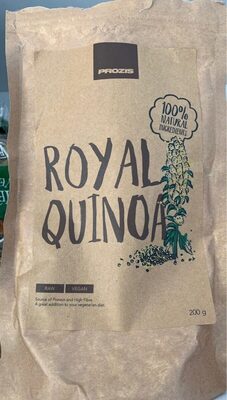 PROZIS
100%
NATURAL
INGREDIENTS
ROYAL
QUINOA
RAW VEGAN
Source of Protein and High Fibre.
A great addition to your vegetarian diet.
200 g